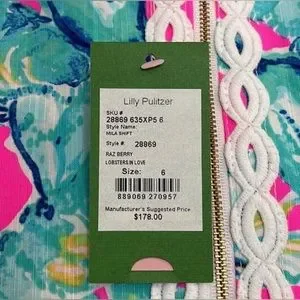 Lilly Pulitzer
SKU #
28869 635XP5 6
Style Name:
MILA SHIFT
Style # 28869
RAZ BERRY
LOBSTERS IN LOVE
Size: 6
889069 270957
Manufacturer's Suggested Price
$178.00